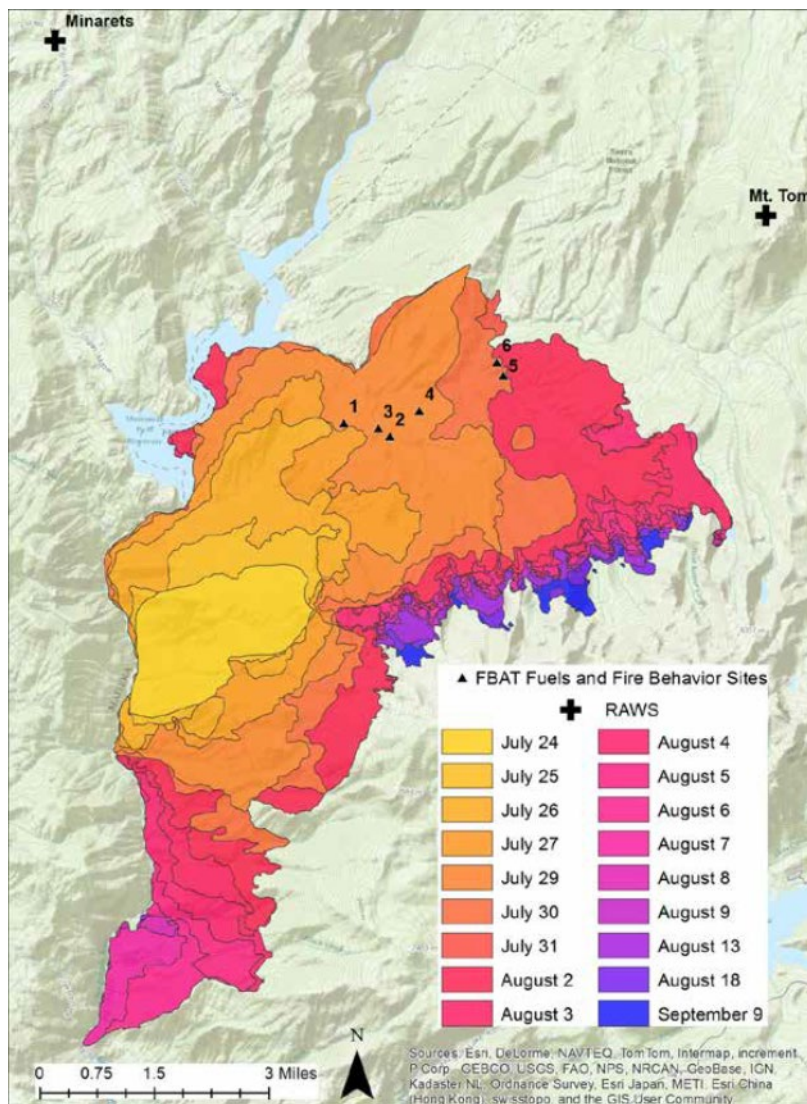 Minarets
Mt. Tom
6
5
4
1
3
2
FBAT Fuels and Fire Behavior Sites
RAWS
July 24
July 25
July 26
July 27
July 29
July 30
July 31
August 2
August 3
August 4
August 5
August 6
August 7
August 8
August 9
August 13
August 18
September 9
N
0 0.75 1.5 3 Miles
Sources: Esri, DeLorme, NAVTEQ, TomTom, Intermap, increment
P Corp., GEBCO, USGS, FAO, NPS, NRCAN, GeoBase, IGN,
Kadaster NL, Ordnance Survey, Esri Japan, METI, Esri China
(Hong Kong), swisstopo, and the GIS User Community